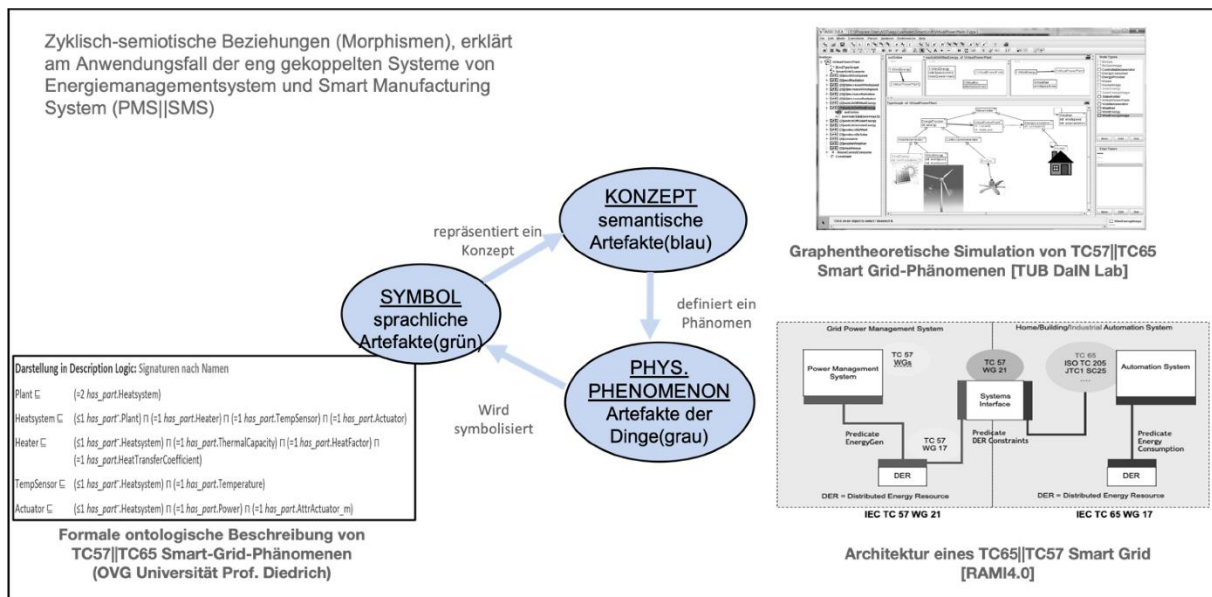 Zyklisch-semiotische Beziehungen (Morphismen), erklärt
am Anwendungsfall der eng gekoppelten Systeme von
Energiemanagementsystem und Smart Manufacturing
System (PMS||SMS)
KONZEPT
semantische
Artefakte(blau)
repräsentiert ein
Konzept
SYMBOL
sprachliche
Artefakte(grün)
definiert ein
Phänomen
PHYS.
PHENOMENON
Artefakte der
Dinge(grau)
Wird
symbolisiert
Graphentheoretische Simulation von TC57||TC65
Smart Grid-Phänomenen [TUB DaIN Lab]
Darstellung in Description Logic: Signaturen nach Namen
Plant ⊑ (=2 has_part.Heatsystem)
Heatsystem ⊑ (≤1 has_part⁻.Plant) ⊓ (=1 has_part.Heater) ⊓ (=1 has_part.TempSensor) ⊓ (=1 has_part.Actuator)
Heater ⊑ (≤1 has_part⁻.Heatsystem) ⊓ (=1 has_part.ThermalCapacity) ⊓ (=1 has_part.HeatFactor) ⊓
(=1 has_part.HeatTransferCoefficient)
TempSensor ⊑ (≤1 has_part⁻.Heatsystem) ⊓ (=1 has_part.Temperature)
Actuator ⊑ (≤1 has_part⁻.Heatsystem) ⊓ (=1 has_part.Power) ⊓ (=1 has_part.AttrActuator_m)
Formale ontologische Beschreibung von
TC57||TC65 Smart-Grid-Phänomenen
(OVG Universität Prof. Diedrich)
Grid Power Management System
Home/Building/Industrial Automation System
Power Management
System
TC 57
WGs
TC 57
WG 21
TC 65
ISO TC 205
JTC1 SC25
....
Automation System
Systems
Interface
Predicate
EnergyGen
TC 57
WG 17
Predicate
DER Constraints
Predicate
Energy
Consumption
DER
DER
DER = Distributed Energy Resource
DER = Distributed Energy Resource
IEC TC 57 WG 21
IEC TC 65 WG 17
Architektur eines TC65||TC57 Smart Grid
[RAMI4.0]